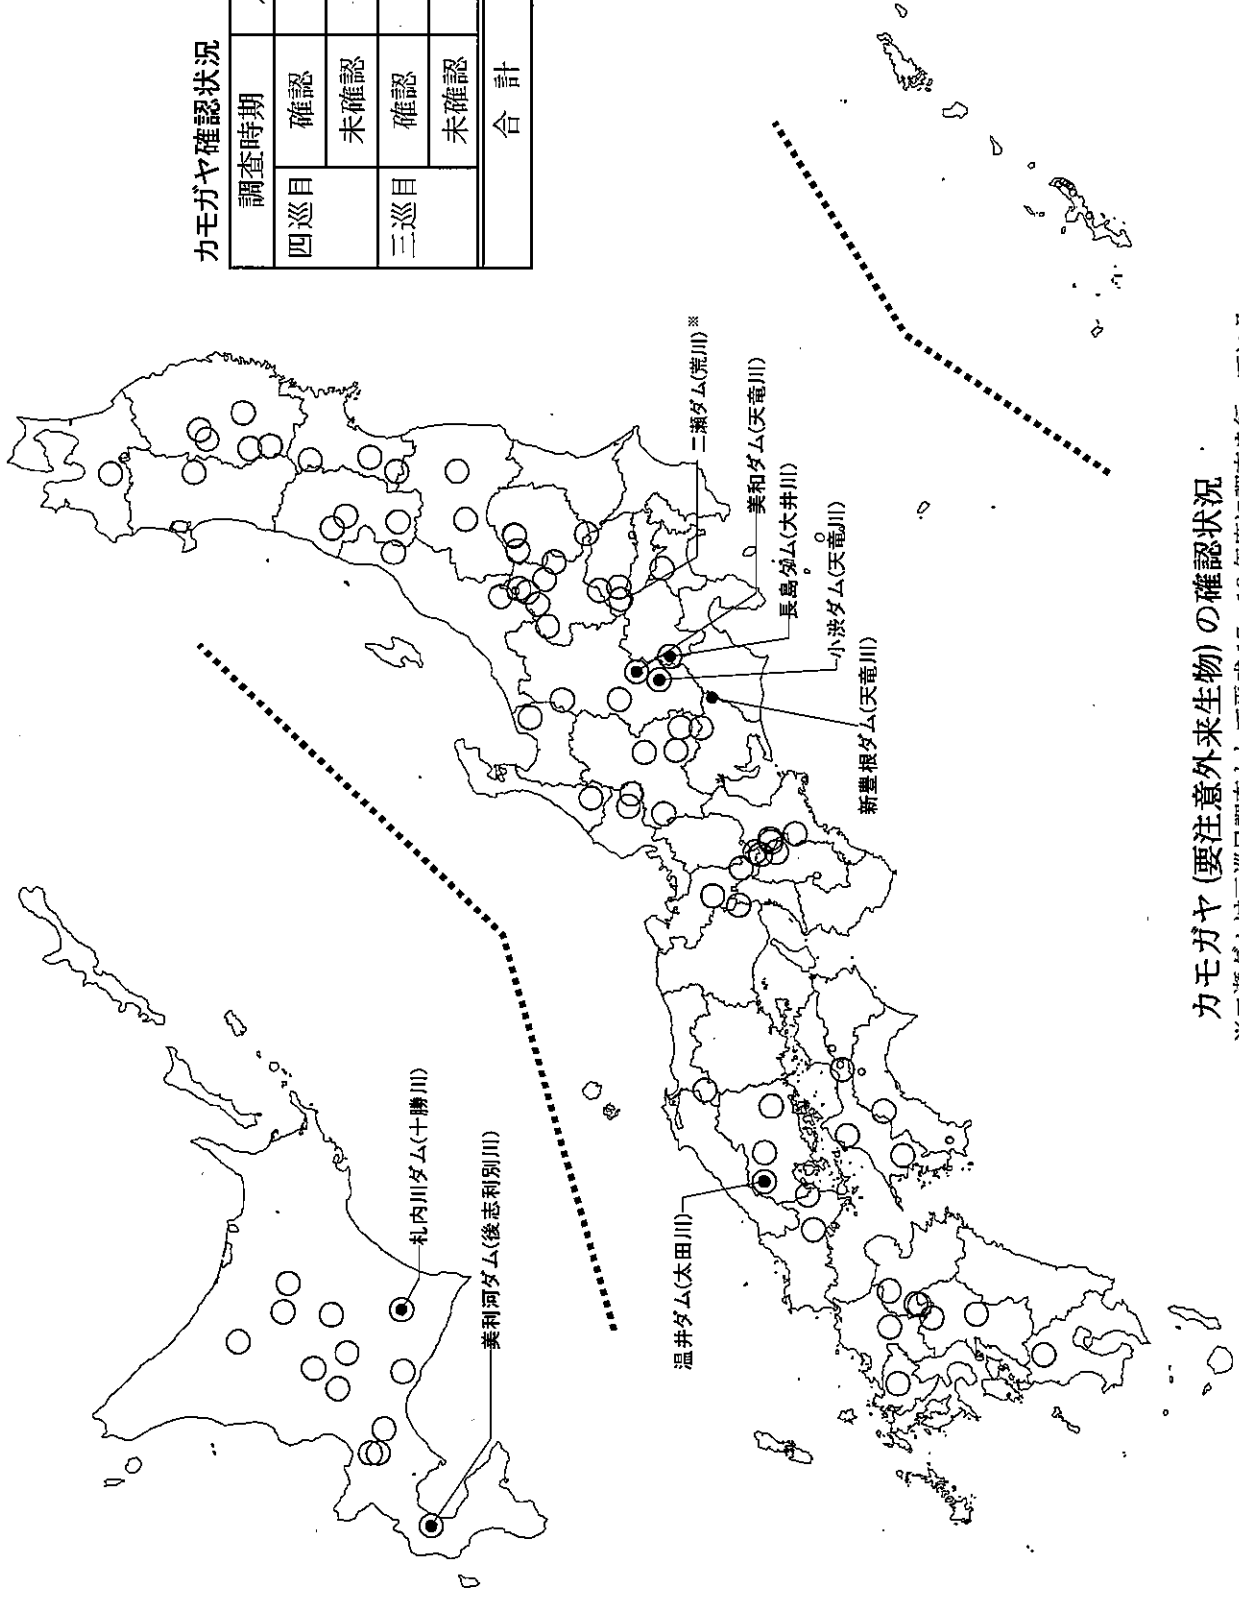 カモガヤ確認状況
調査時期
四巡目
確認
未確認
三巡目
確認
未確認
合 計
札内川ダム(十勝川)
美利河ダム(後志利別川)
二瀬ダム(荒川)※
美和ダム(天竜川)
長島ダム(大井川)
小渋ダム(天竜川)
新豊根ダム(天竜川)
温井ダム(太田川)
カモガヤ (要注意外来生物) の確認状況